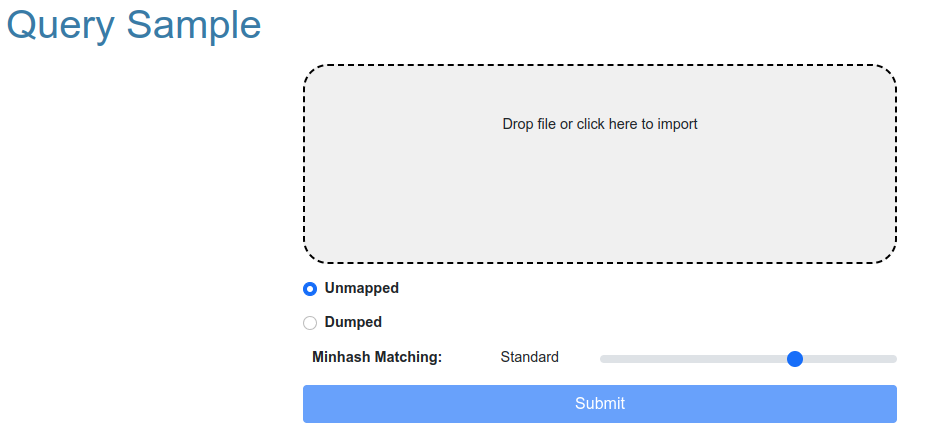 Query Sample
Drop file or click here to import
Unmapped
Dumped
Minhash Matching: Standard
Submit